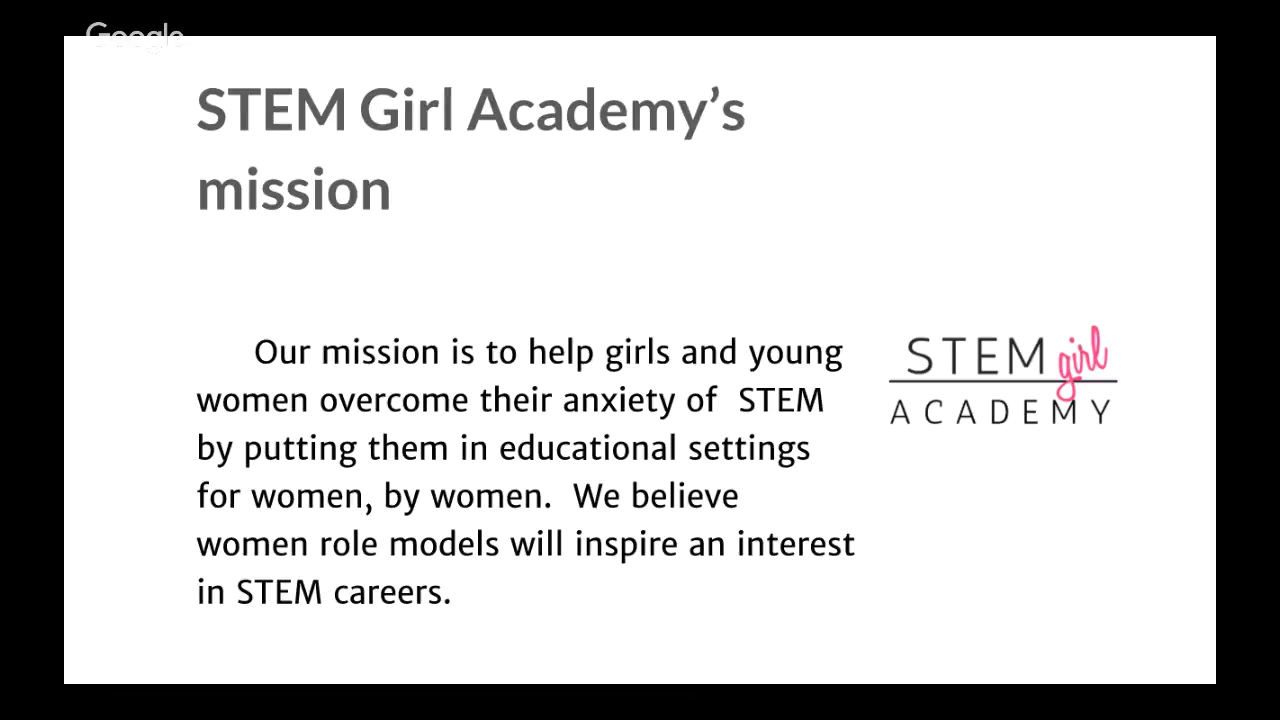 Google
STEM Girl Academy’s
mission
Our mission is to help girls and young
women overcome their anxiety of  STEM
by putting them in educational settings
for women, by women.  We believe
women role models will inspire an interest
in STEM careers.
STEM girl
ACADEMY